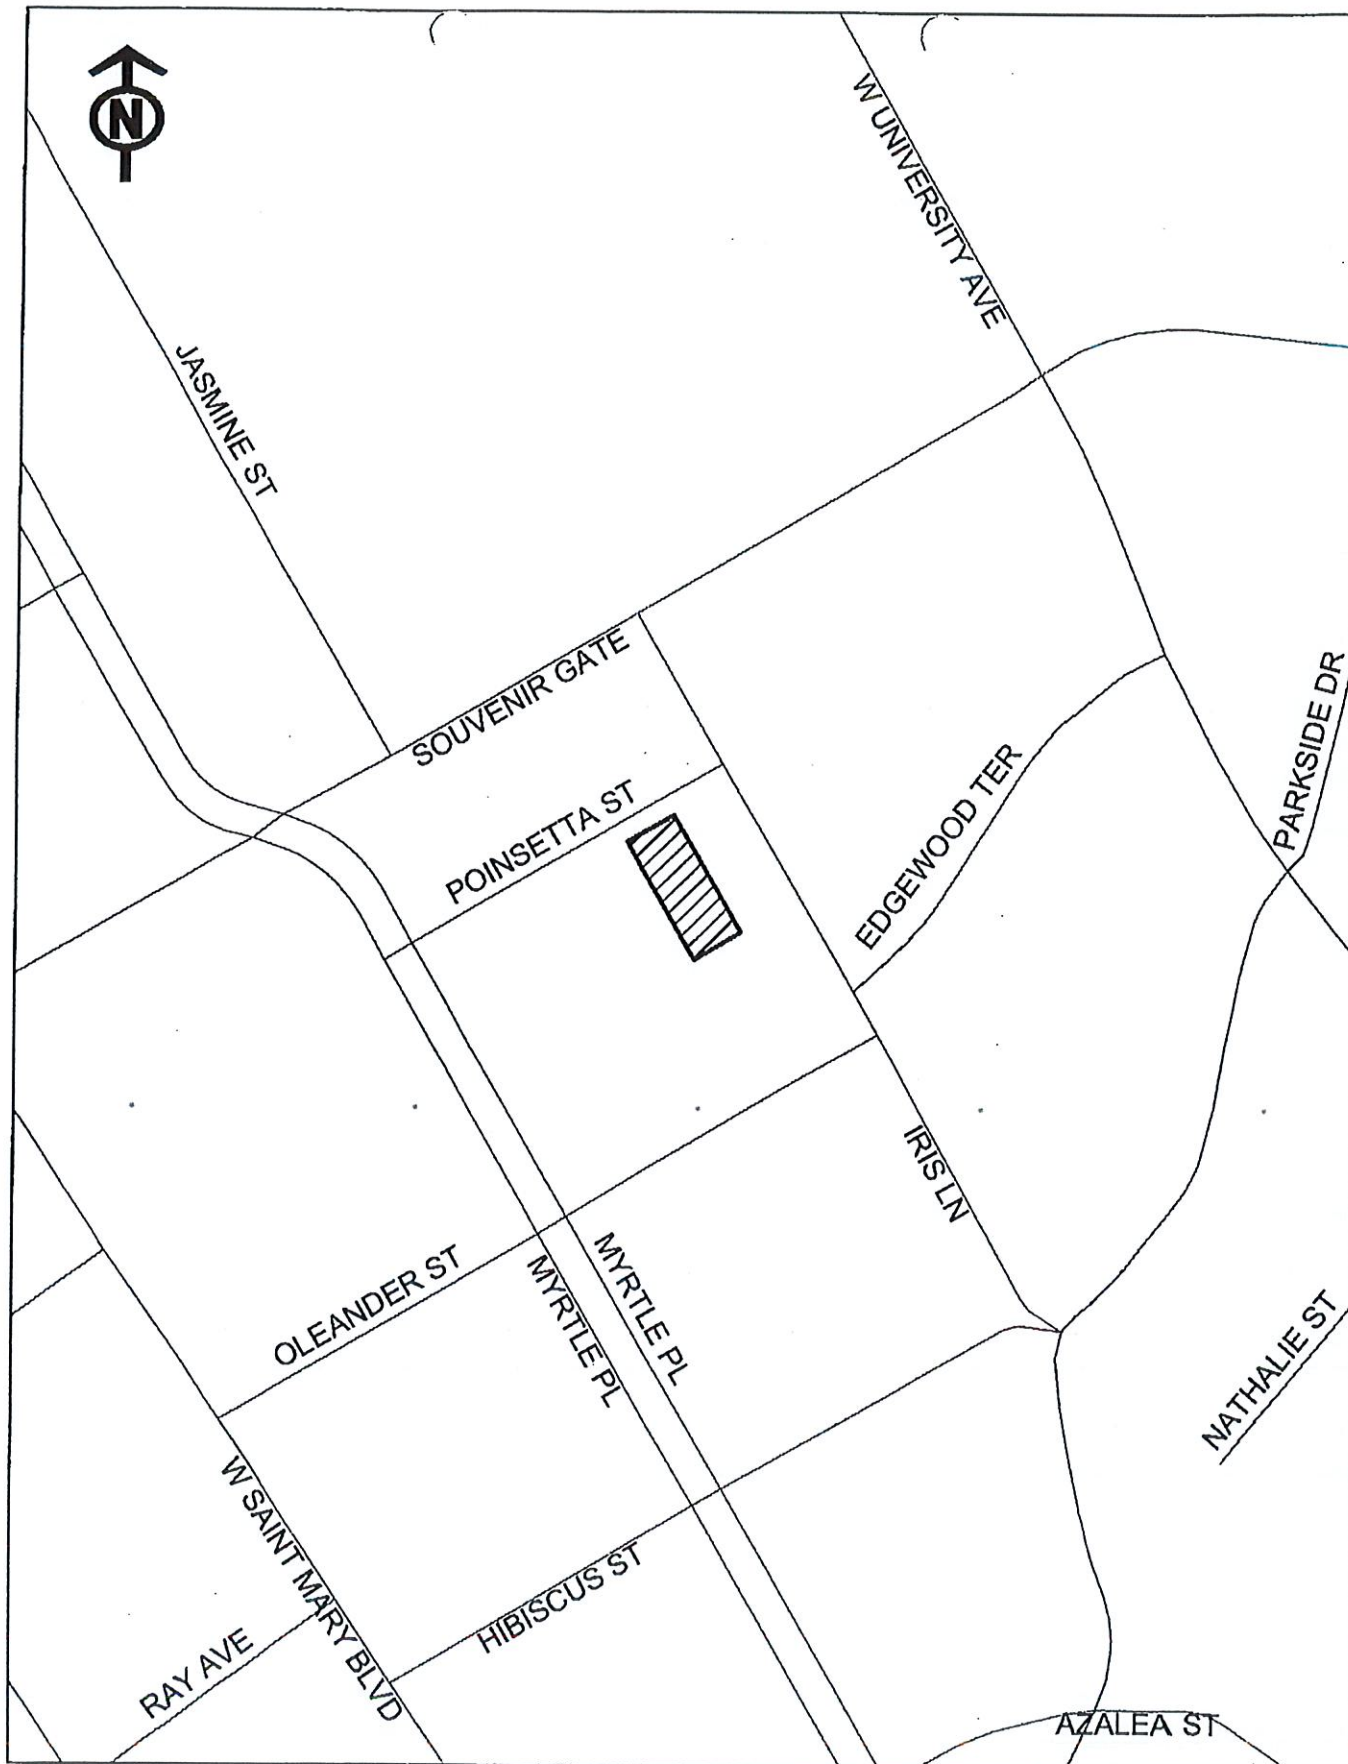 N
W UNIVERSITY AVE
JASMINE ST
SOUVENIR GATE
PARKSIDE DR
POINSETTA ST
EDGEWOOD TER
IRIS LN
OLEANDER ST
MYRTLE PL
MYRTLE PL
NATHALIE ST
W SAINT MARY BLVD
HIBISCUS ST
RAY AVE
AZALEA ST